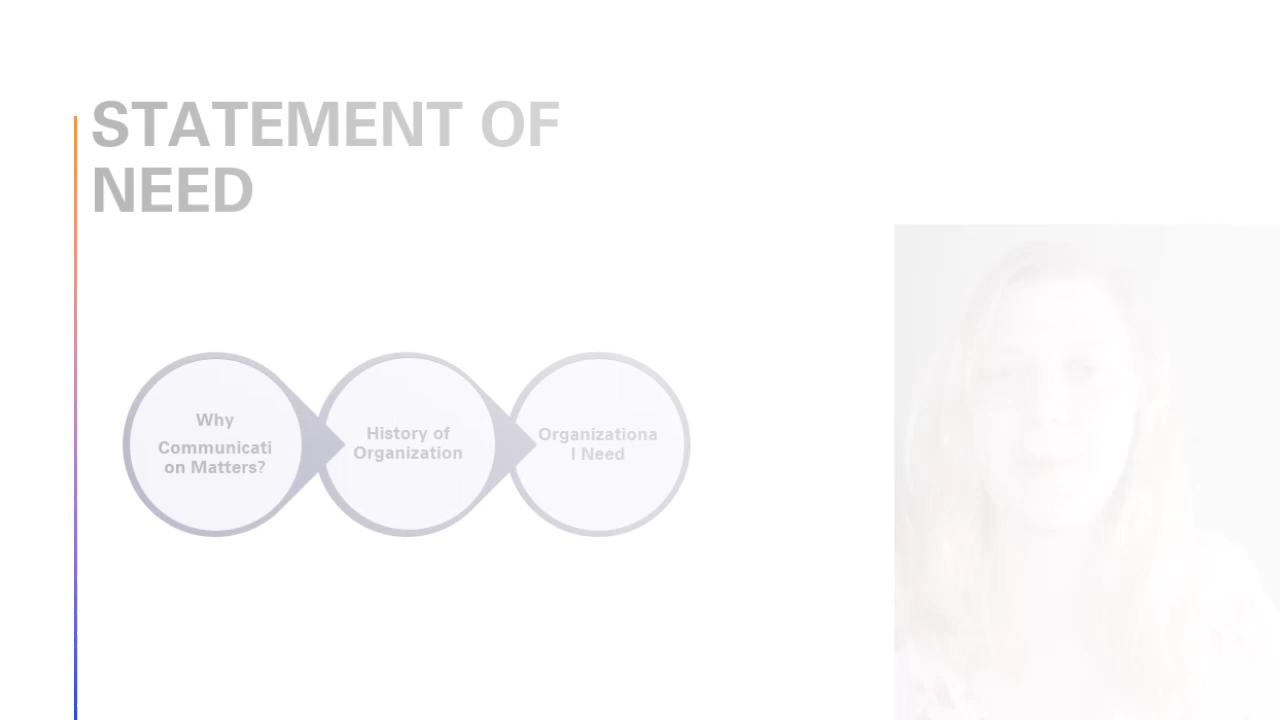 STATEMENT OF
NEED
Why
Communicati
on Matters?
History of
Organization
Organizationa
l Need